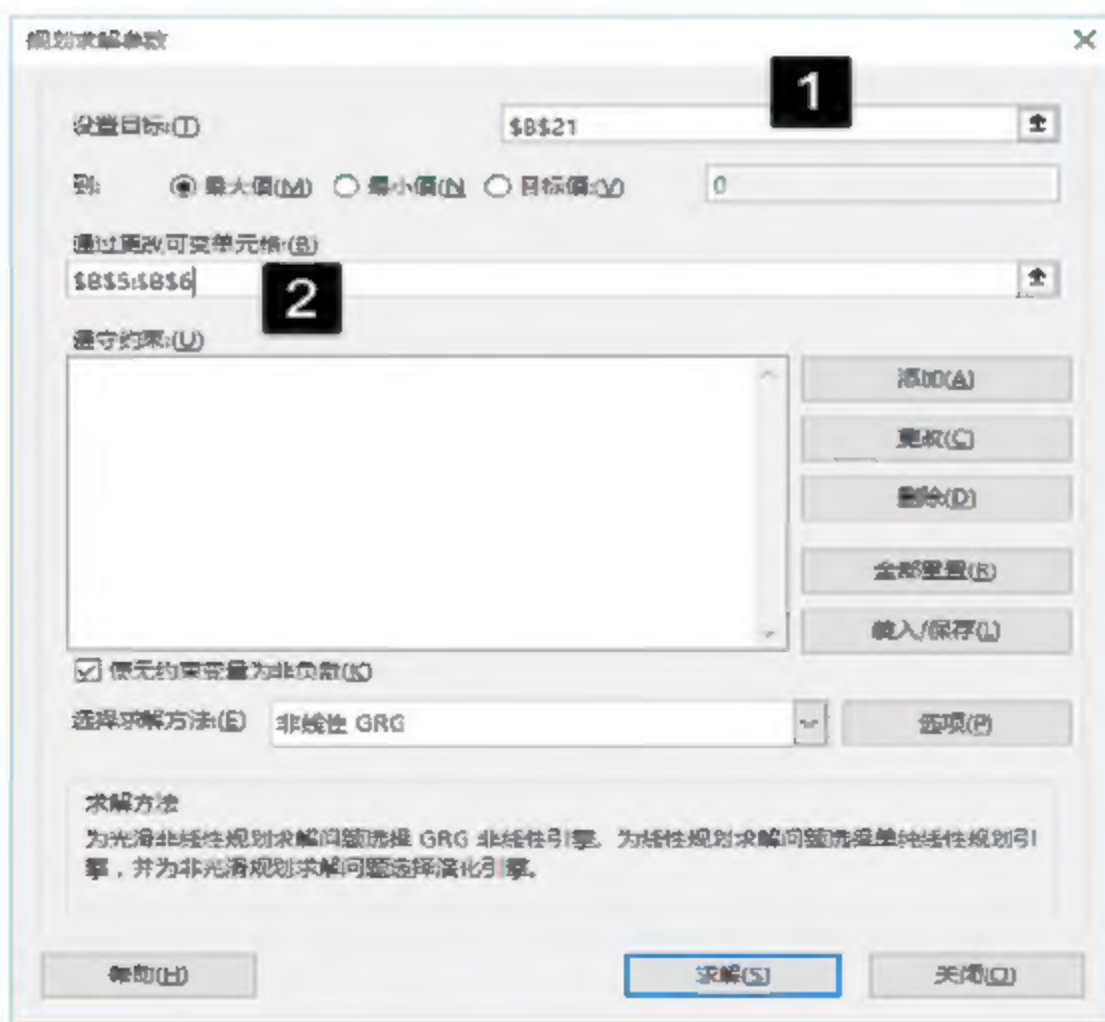 规划求解参数
1
设置目标:(T) $B$21
到: 最大值(M) 最小值(N 目标值:(V) 0
通过更改可变单元格:(B)
$B$5:$B$6
2
遵守约束:(U)
添加(A)
更改(C)
删除(D)
全部重置(R)
装入/保存(L)
使无约束变量为非负数(K)
选择求解方法:(E) 非线性 GRG 选项(P)
求解方法
为光滑非线性规划求解问题选择 GRG 非线性引擎。为线性规划求解问题选择单纯线性规划引
擎，并为非光滑规划求解问题选择演化引擎。
帮助(H) 求解(S) 关闭(O)